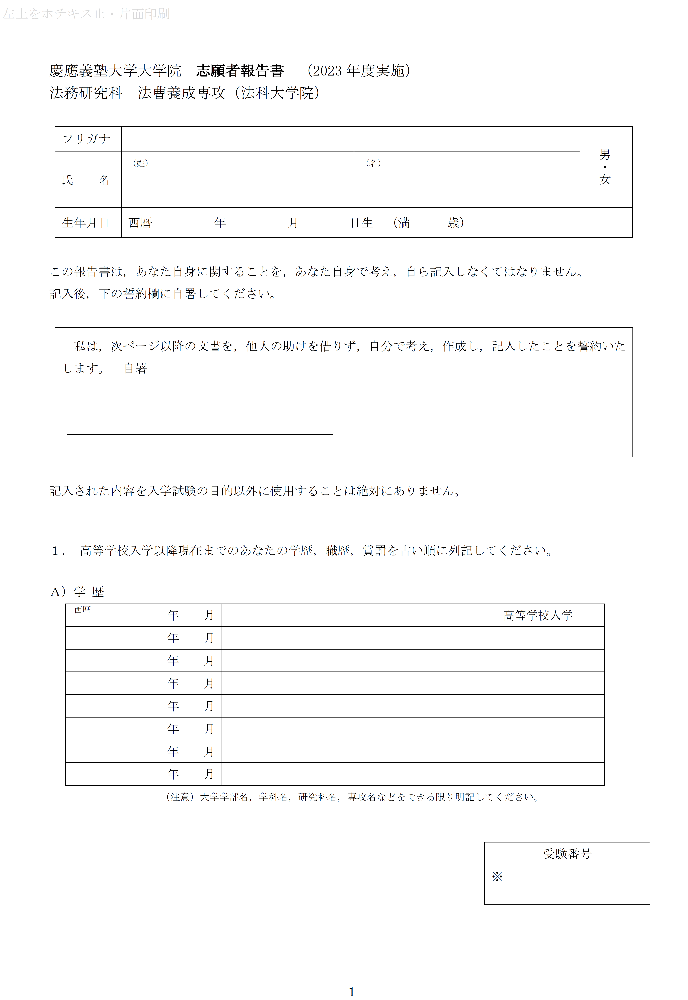 左上をホチキス止・片面印刷
慶應義塾大学大学院　志願者報告書　（2023 年度実施）
法務研究科　法曹養成専攻（法科大学院）
フリガナ
氏　　名
（姓）
（名）
男・女
生年月日　西暦　　　　　年　　　　　月　　　　日生　（満　　　歳）
この報告書は，あなた自身に関することを，あなた自身で考え，自ら記入しなくてはなりません。
記入後，下の誓約欄に自署してください。
私は，次ページ以降の文書を，他人の助けを借りず，自分で考え，作成し，記入したことを誓約いた
します。　自署
記入された内容を入学試験の目的以外に使用することは絶対にありません。
１．　高等学校入学以降現在までのあなたの学歴，職歴，賞罰を古い順に列記してください。
Ａ）学 歴
西暦　　　　　　年　　月　　　　　　高等学校入学
年　　月
年　　月
年　　月
年　　月
年　　月
年　　月
年　　月
（注意）大学学部名，学科名，研究科名，専攻名などをできる限り明記してください。
受験番号
※
1